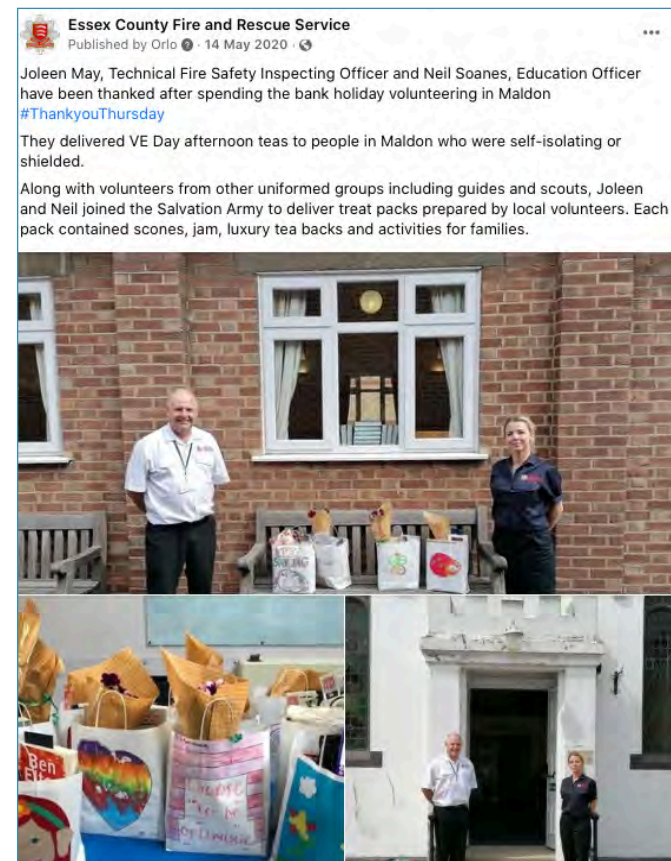 Essex County Fire and Rescue Service
Published by Orlo · 14 May 2020 ·
Joleen May, Technical Fire Safety Inspecting Officer and Neil Soanes, Education Officer
have been thanked after spending the bank holiday volunteering in Maldon
#ThankyouThursday
They delivered VE Day afternoon teas to people in Maldon who were self-isolating or
shielded.
Along with volunteers from other uniformed groups including guides and scouts, Joleen
and Neil joined the Salvation Army to deliver treat packs prepared by local volunteers. Each
pack contained scones, jam, luxury tea backs and activities for families.
Ben